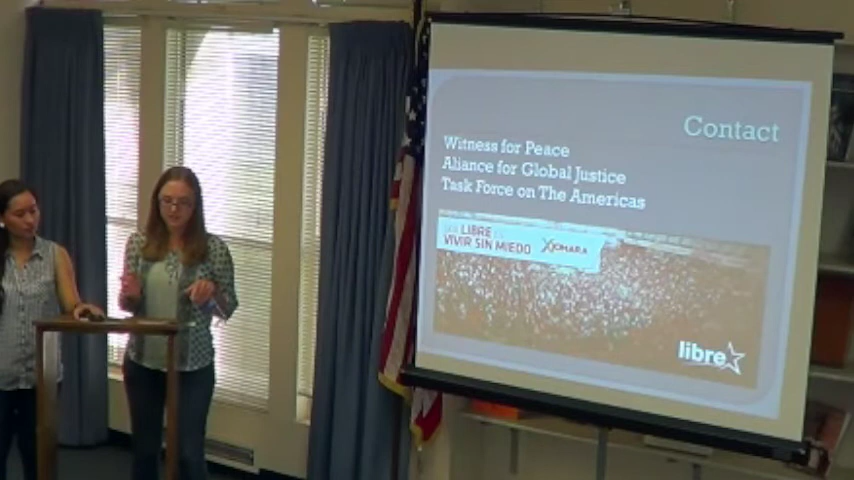 Contact
Witness for Peace
Aliance for Global Justice
Task Force on The Americas
LIBRE
VIVIR SIN MIEDO
XIOMARA
libre